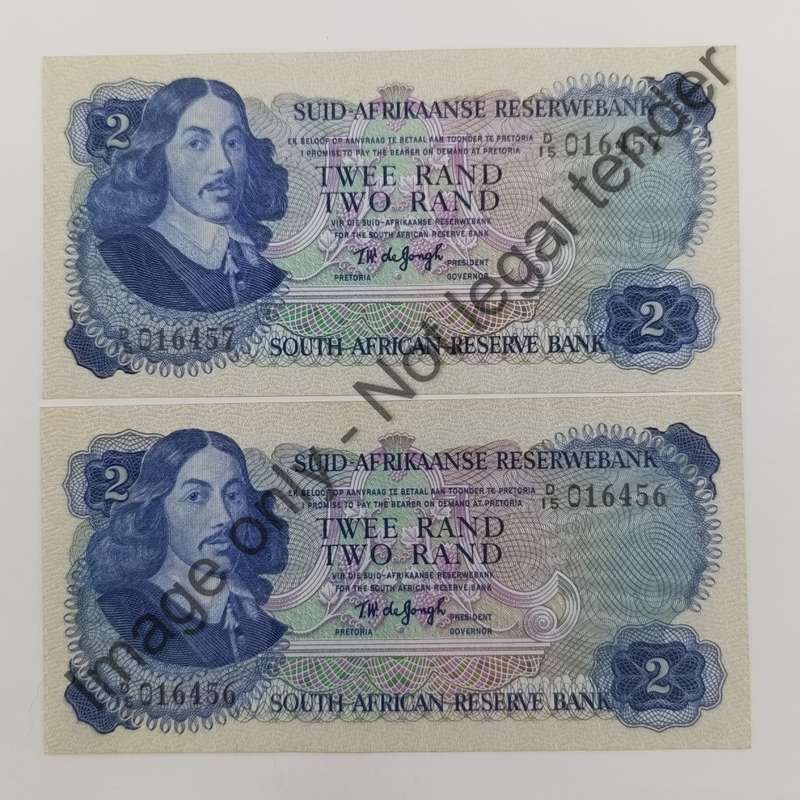 2
SUID-AFRIKAANSE RESERWEBANK
EK BELOOF OP AANVRAAG TE BETAAL AAN TOONDER TE PRETORIA
I PROMISE TO PAY THE BEARER ON DEMAND AT PRETORIA
D/15 016457
TWEE RAND
TWO RAND
VIR DIE SUID-AFRIKAANSE RESERWEBANK
FOR THE SOUTH AFRICAN RESERVE BANK
T.W. de Jongh
PRETORIA
PRESIDENT
GOVERNOR
2
D/15 016457
SOUTH AFRICAN RESERVE BANK
2
SUID-AFRIKAANSE RESERWEBANK
EK BELOOF OP AANVRAAG TE BETAAL AAN TOONDER TE PRETORIA
I PROMISE TO PAY THE BEARER ON DEMAND AT PRETORIA
D/15 016456
TWEE RAND
TWO RAND
VIR DIE SUID-AFRIKAANSE RESERWEBANK
FOR THE SOUTH AFRICAN RESERVE BANK
T.W. de Jongh
PRETORIA
PRESIDENT
GOVERNOR
2
D/15 016456
SOUTH AFRICAN RESERVE BANK
Image only - Not legal tender